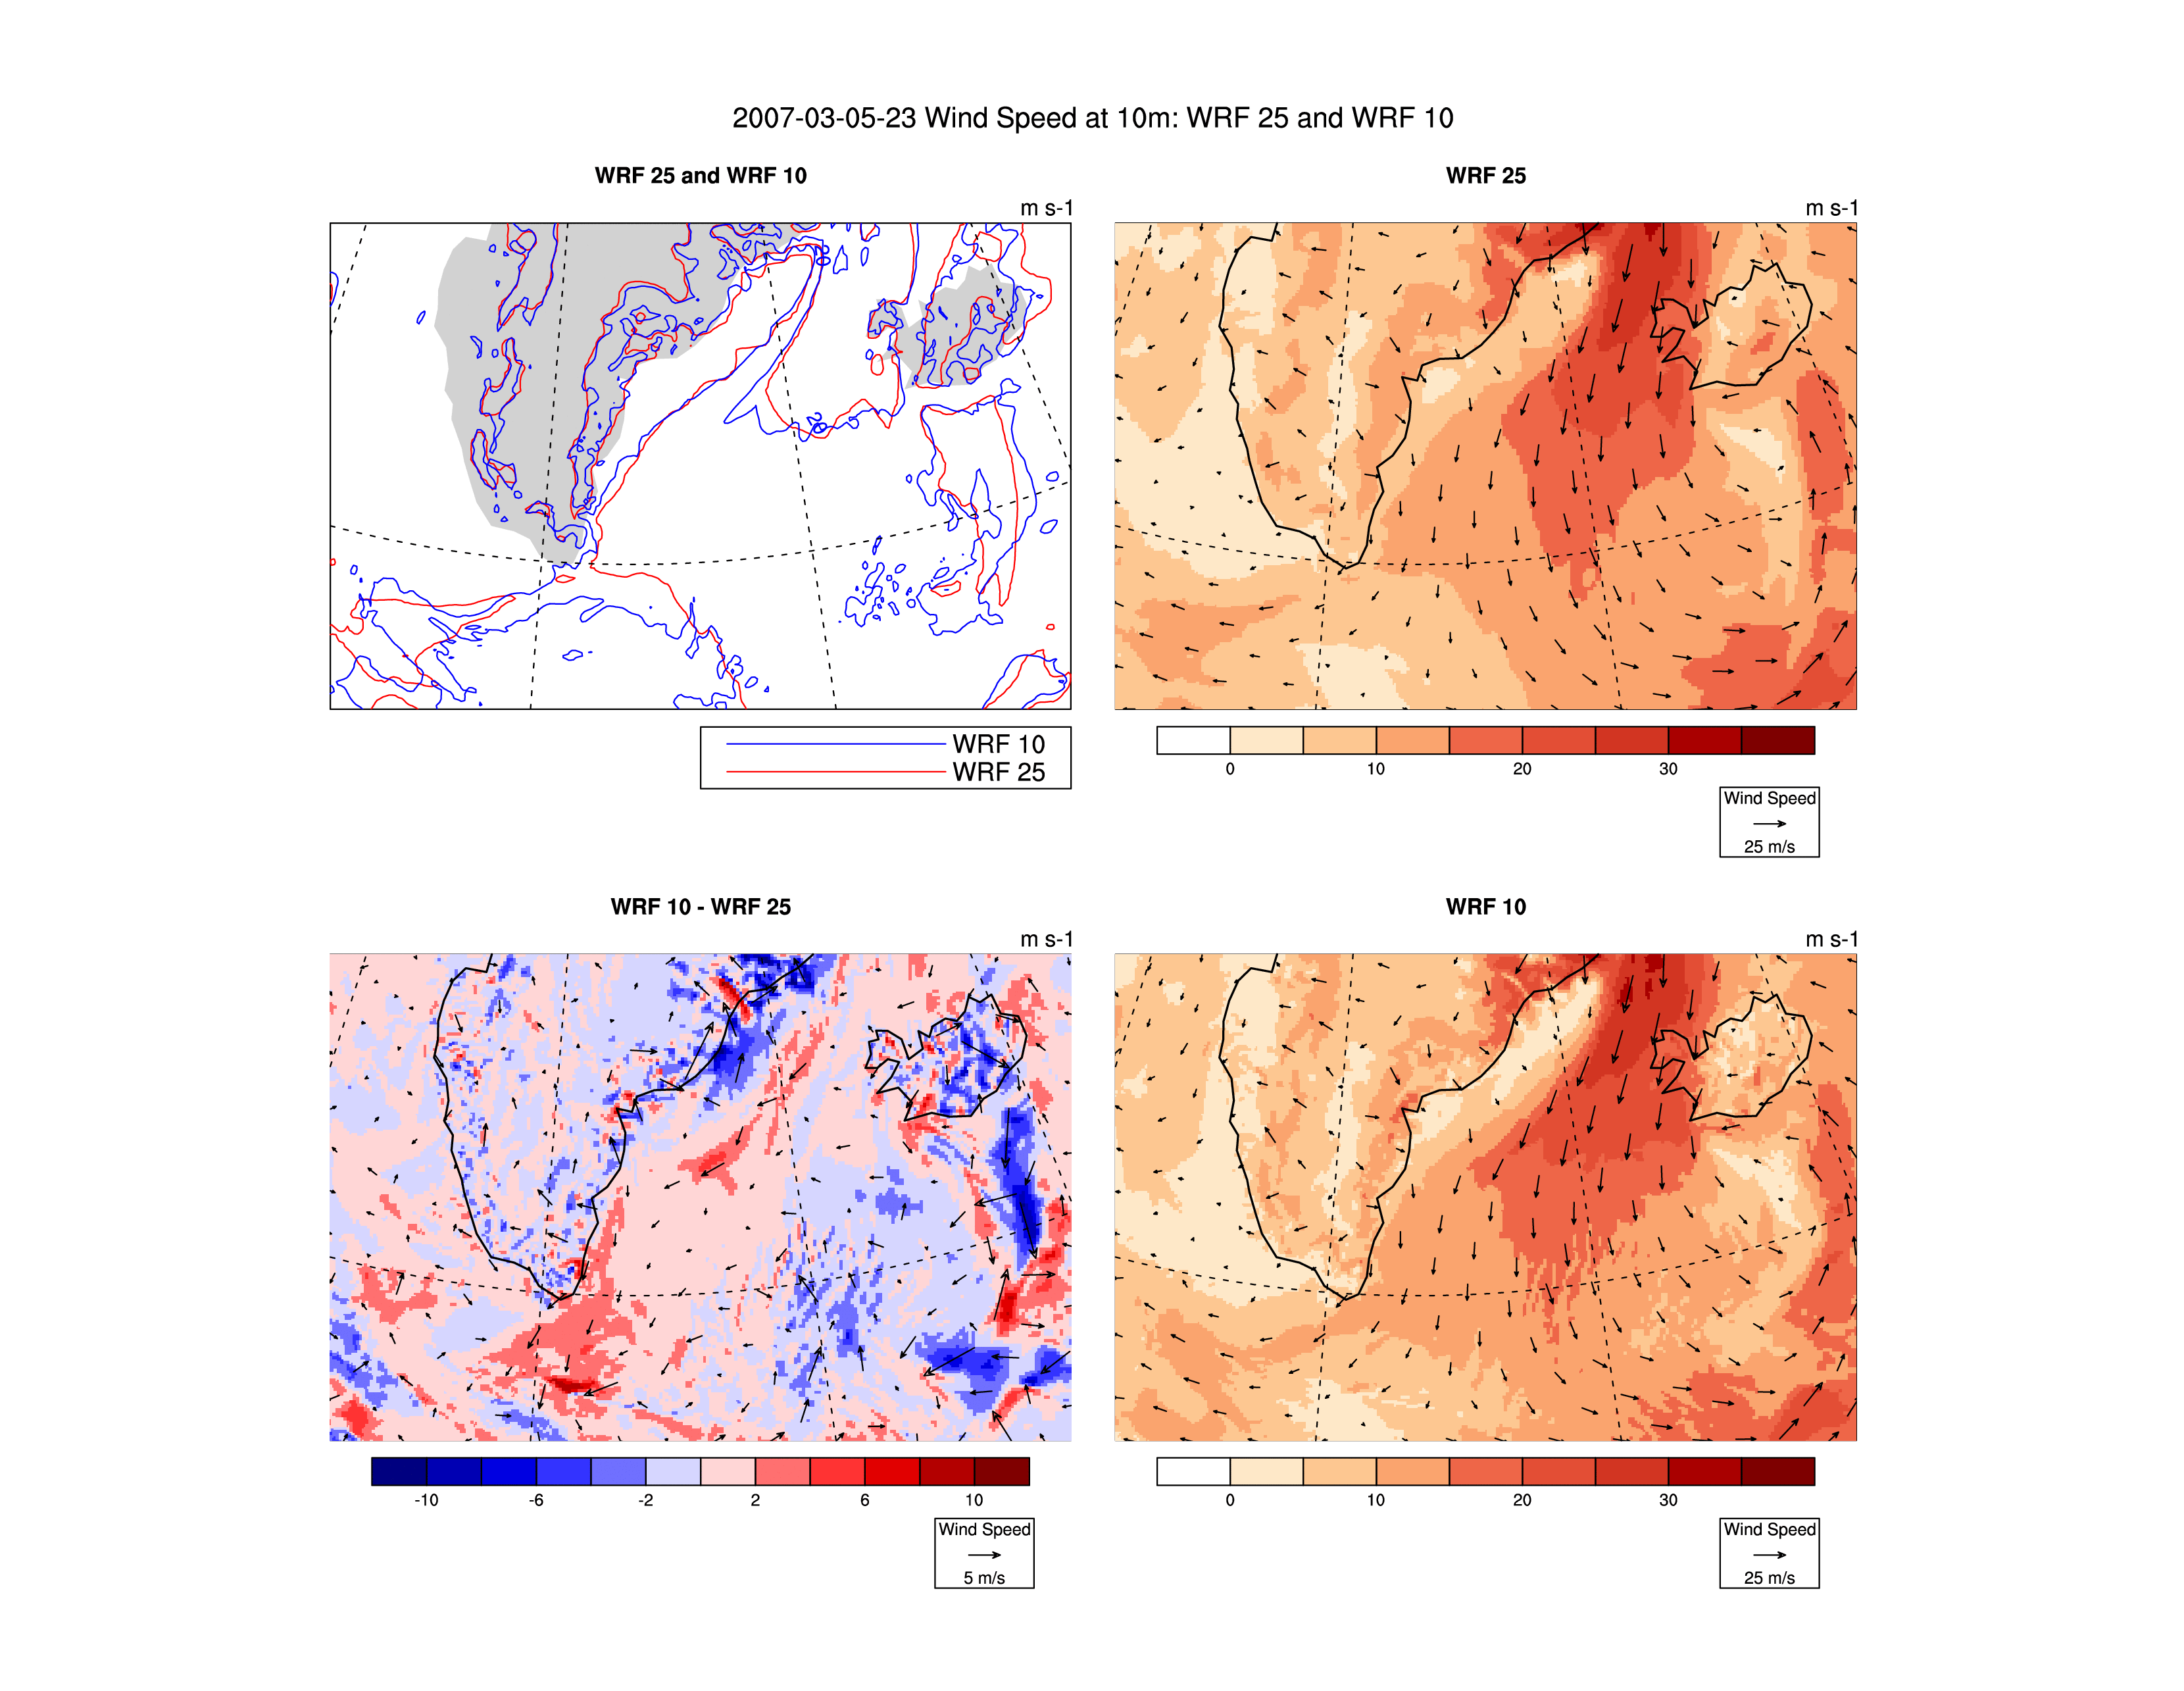 2007-03-05-23 Wind Speed at 10m: WRF 25 and WRF 10
WRF 25 and WRF 10
m s-1
20
WRF 10
WRF 25
WRF 25
m s-1
0 10 20 30
Wind Speed
25 m/s
WRF 10 - WRF 25
m s-1
-10 -6 -2 2 6 10
Wind Speed
5 m/s
WRF 10
m s-1
0 10 20 30
Wind Speed
25 m/s